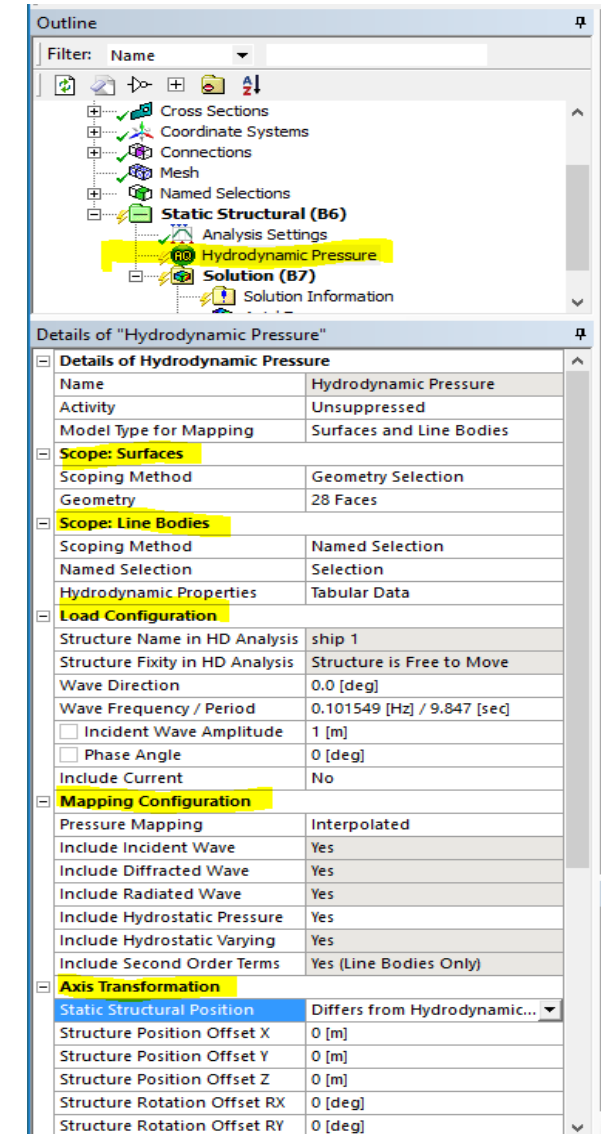 Outline
Filter: Name
Cross Sections
Coordinate Systems
Connections
Mesh
Named Selections
Static Structural (B6)
Analysis Settings
AQ Hydrodynamic Pressure
Solution (B7)
Solution Information
Details of "Hydrodynamic Pressure"
Details of Hydrodynamic Pressure
Name Hydrodynamic Pressure
Activity Unsuppressed
Model Type for Mapping Surfaces and Line Bodies
Scope: Surfaces
Scoping Method Geometry Selection
Geometry 28 Faces
Scope: Line Bodies
Scoping Method Named Selection
Named Selection Selection
Hydrodynamic Properties Tabular Data
Load Configuration
Structure Name in HD Analysis ship 1
Structure Fixity in HD Analysis Structure is Free to Move
Wave Direction 0.0 [deg]
Wave Frequency / Period 0.101549 [Hz] / 9.847 [sec]
Incident Wave Amplitude 1 [m]
Phase Angle 0 [deg]
Include Current No
Mapping Configuration
Pressure Mapping Interpolated
Include Incident Wave Yes
Include Diffracted Wave Yes
Include Radiated Wave Yes
Include Hydrostatic Pressure Yes
Include Hydrostatic Varying Yes
Include Second Order Terms Yes (Line Bodies Only)
Axis Transformation
Static Structural Position Differs from Hydrodynamic...
Structure Position Offset X 0 [m]
Structure Position Offset Y 0 [m]
Structure Position Offset Z 0 [m]
Structure Rotation Offset RX 0 [deg]
Structure Rotation Offset RY 0 [deg]